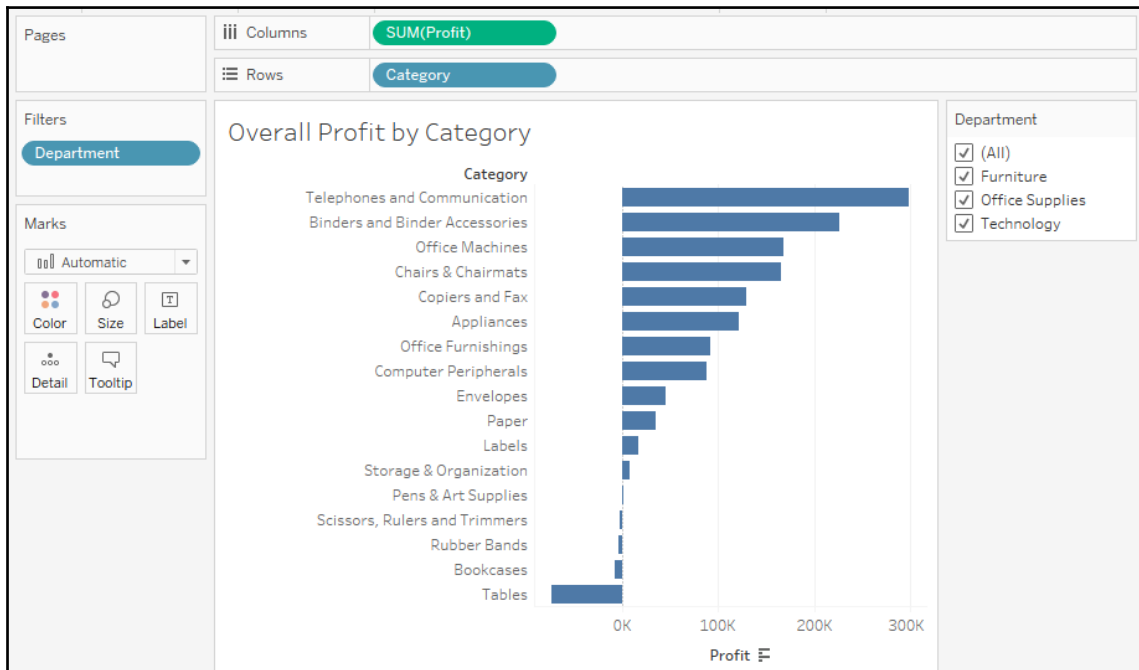 Pages
Columns
SUM(Profit)
Rows
Category
Filters
Department
Marks
Automatic
Color
Size
Label
Detail
Tooltip
Overall Profit by Category
Category
Telephones and Communication
Binders and Binder Accessories
Office Machines
Chairs & Chairmats
Copiers and Fax
Appliances
Office Furnishings
Computer Peripherals
Envelopes
Paper
Labels
Storage & Organization
Pens & Art Supplies
Scissors, Rulers and Trimmers
Rubber Bands
Bookcases
Tables
0K 100K 200K 300K
Profit
Department
(All)
Furniture
Office Supplies
Technology